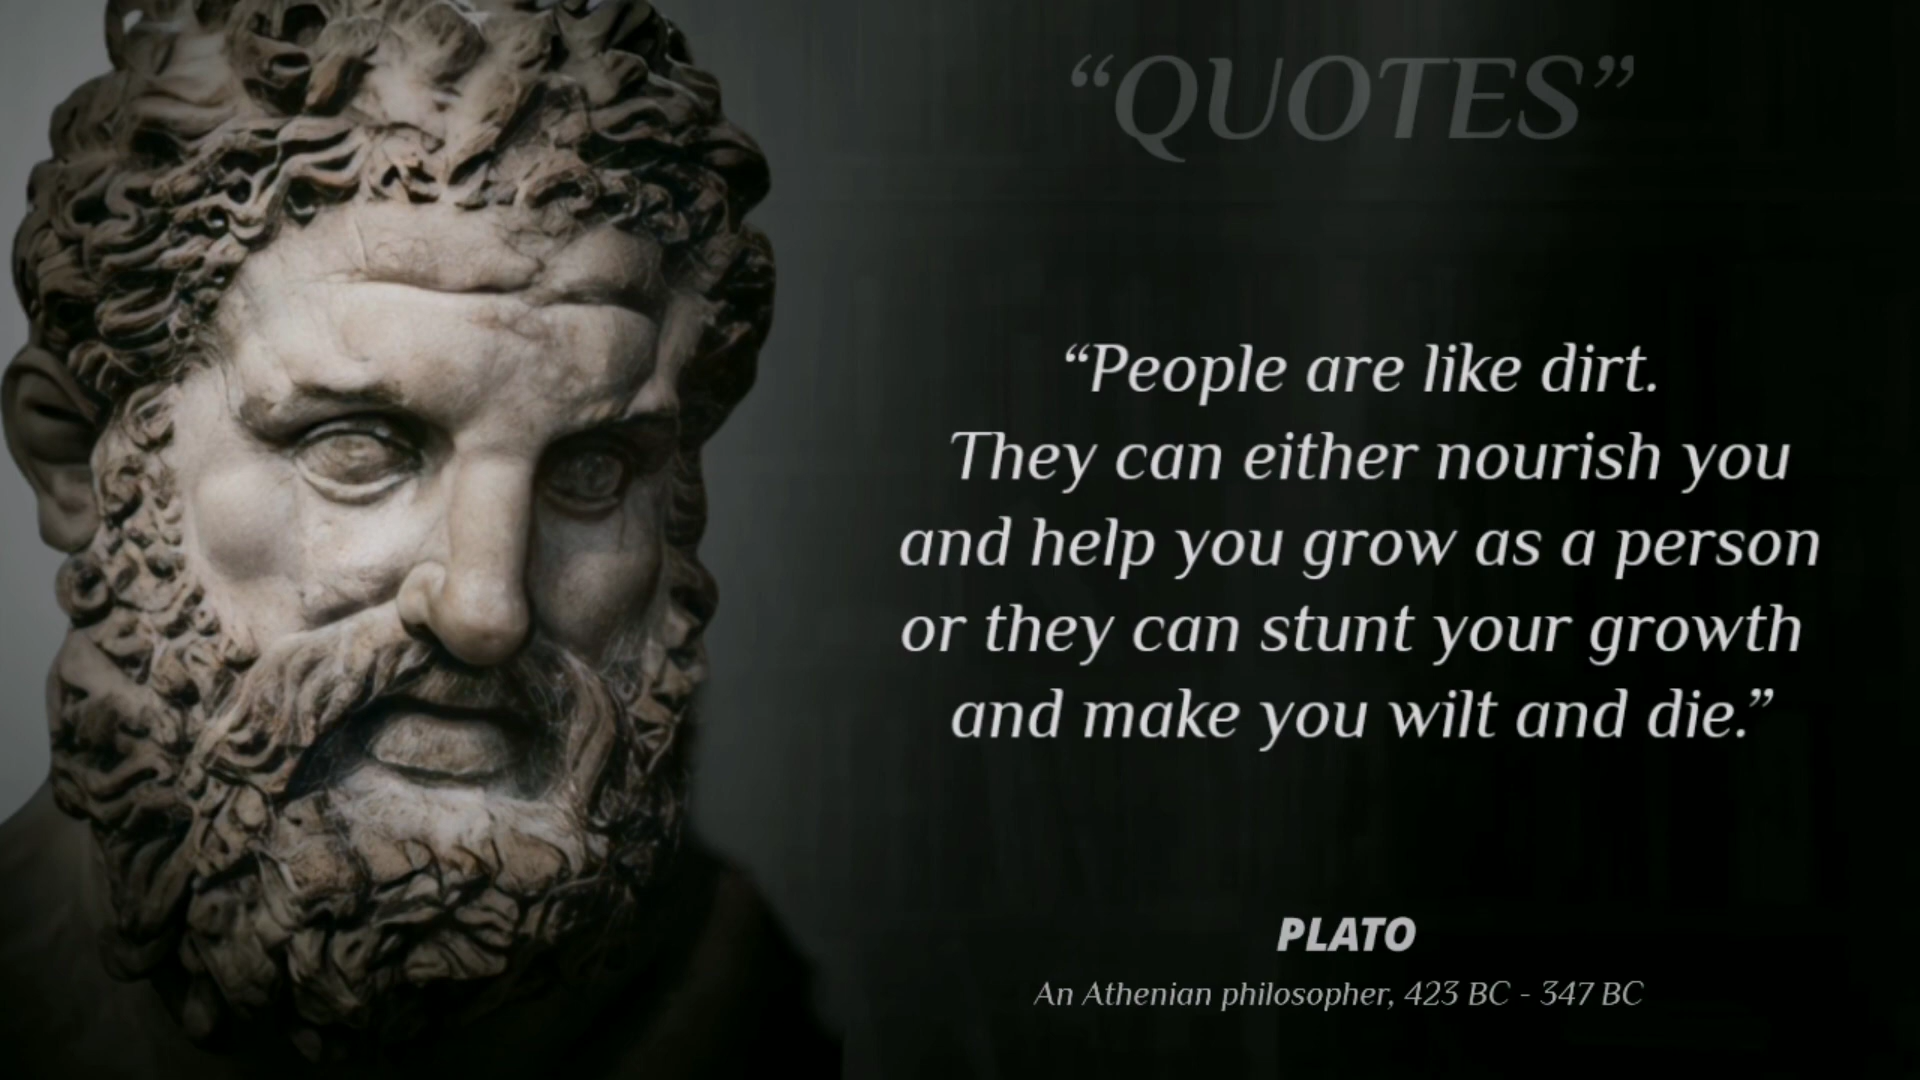 “QUOTES”
“People are like dirt.
They can either nourish you
and help you grow as a person
or they can stunt your growth
and make you wilt and die.”
PLATO
An Athenian philosopher, 423 BC - 347 BC